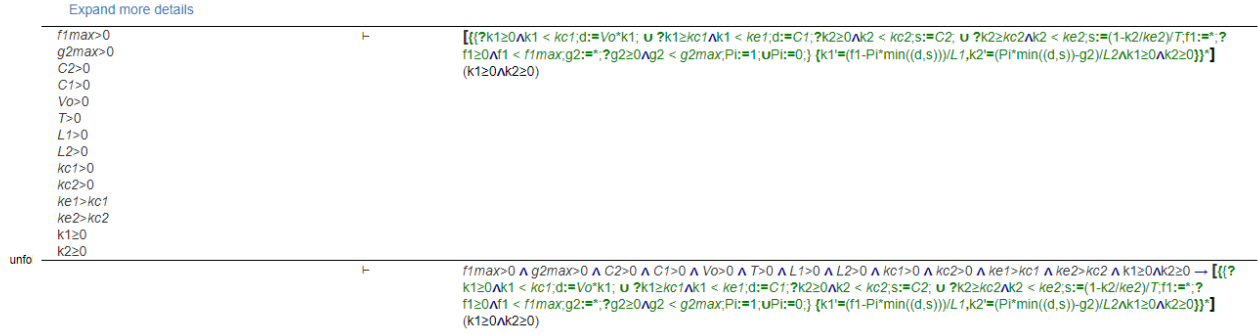 Expand more details
f1max>0 ⊢ [{{?k1≥0∧k1 < kc1;d:=Vo*k1; ∪ ?k1≥kc1∧k1 < ke1;d:=C1;?k2≥0∧k2 < kc2;s:=C2; ∪ ?k2≥kc2∧k2 < ke2;s:=(1-k2/ke2)/T;f1:=*;?
g2max>0 f1≥0∧f1 < f1max;g2:=*;?g2≥0∧g2 < g2max;Pi:=1;∪Pi:=0;} {k1'=(f1-Pi*min((d,s)))/L1,k2'=(Pi*min((d,s))-g2)/L2∧k1≥0∧k2≥0}}*]
C2>0 (k1≥0∧k2≥0)
C1>0
Vo>0
T>0
L1>0
L2>0
kc1>0
kc2>0
ke1>kc1
ke2>kc2
k1≥0
k2≥0
unfo
⊢ f1max>0 ∧ g2max>0 ∧ C2>0 ∧ C1>0 ∧ Vo>0 ∧ T>0 ∧ L1>0 ∧ L2>0 ∧ kc1>0 ∧ kc2>0 ∧ ke1>kc1 ∧ ke2>kc2 ∧ k1≥0∧k2≥0 → [{{?
k1≥0∧k1 < kc1;d:=Vo*k1; ∪ ?k1≥kc1∧k1 < ke1;d:=C1;?k2≥0∧k2 < kc2;s:=C2; ∪ ?k2≥kc2∧k2 < ke2;s:=(1-k2/ke2)/T;f1:=*;?
f1≥0∧f1 < f1max;g2:=*;?g2≥0∧g2 < g2max;Pi:=1;∪Pi:=0;} {k1'=(f1-Pi*min((d,s)))/L1,k2'=(Pi*min((d,s))-g2)/L2∧k1≥0∧k2≥0}}*]
(k1≥0∧k2≥0)